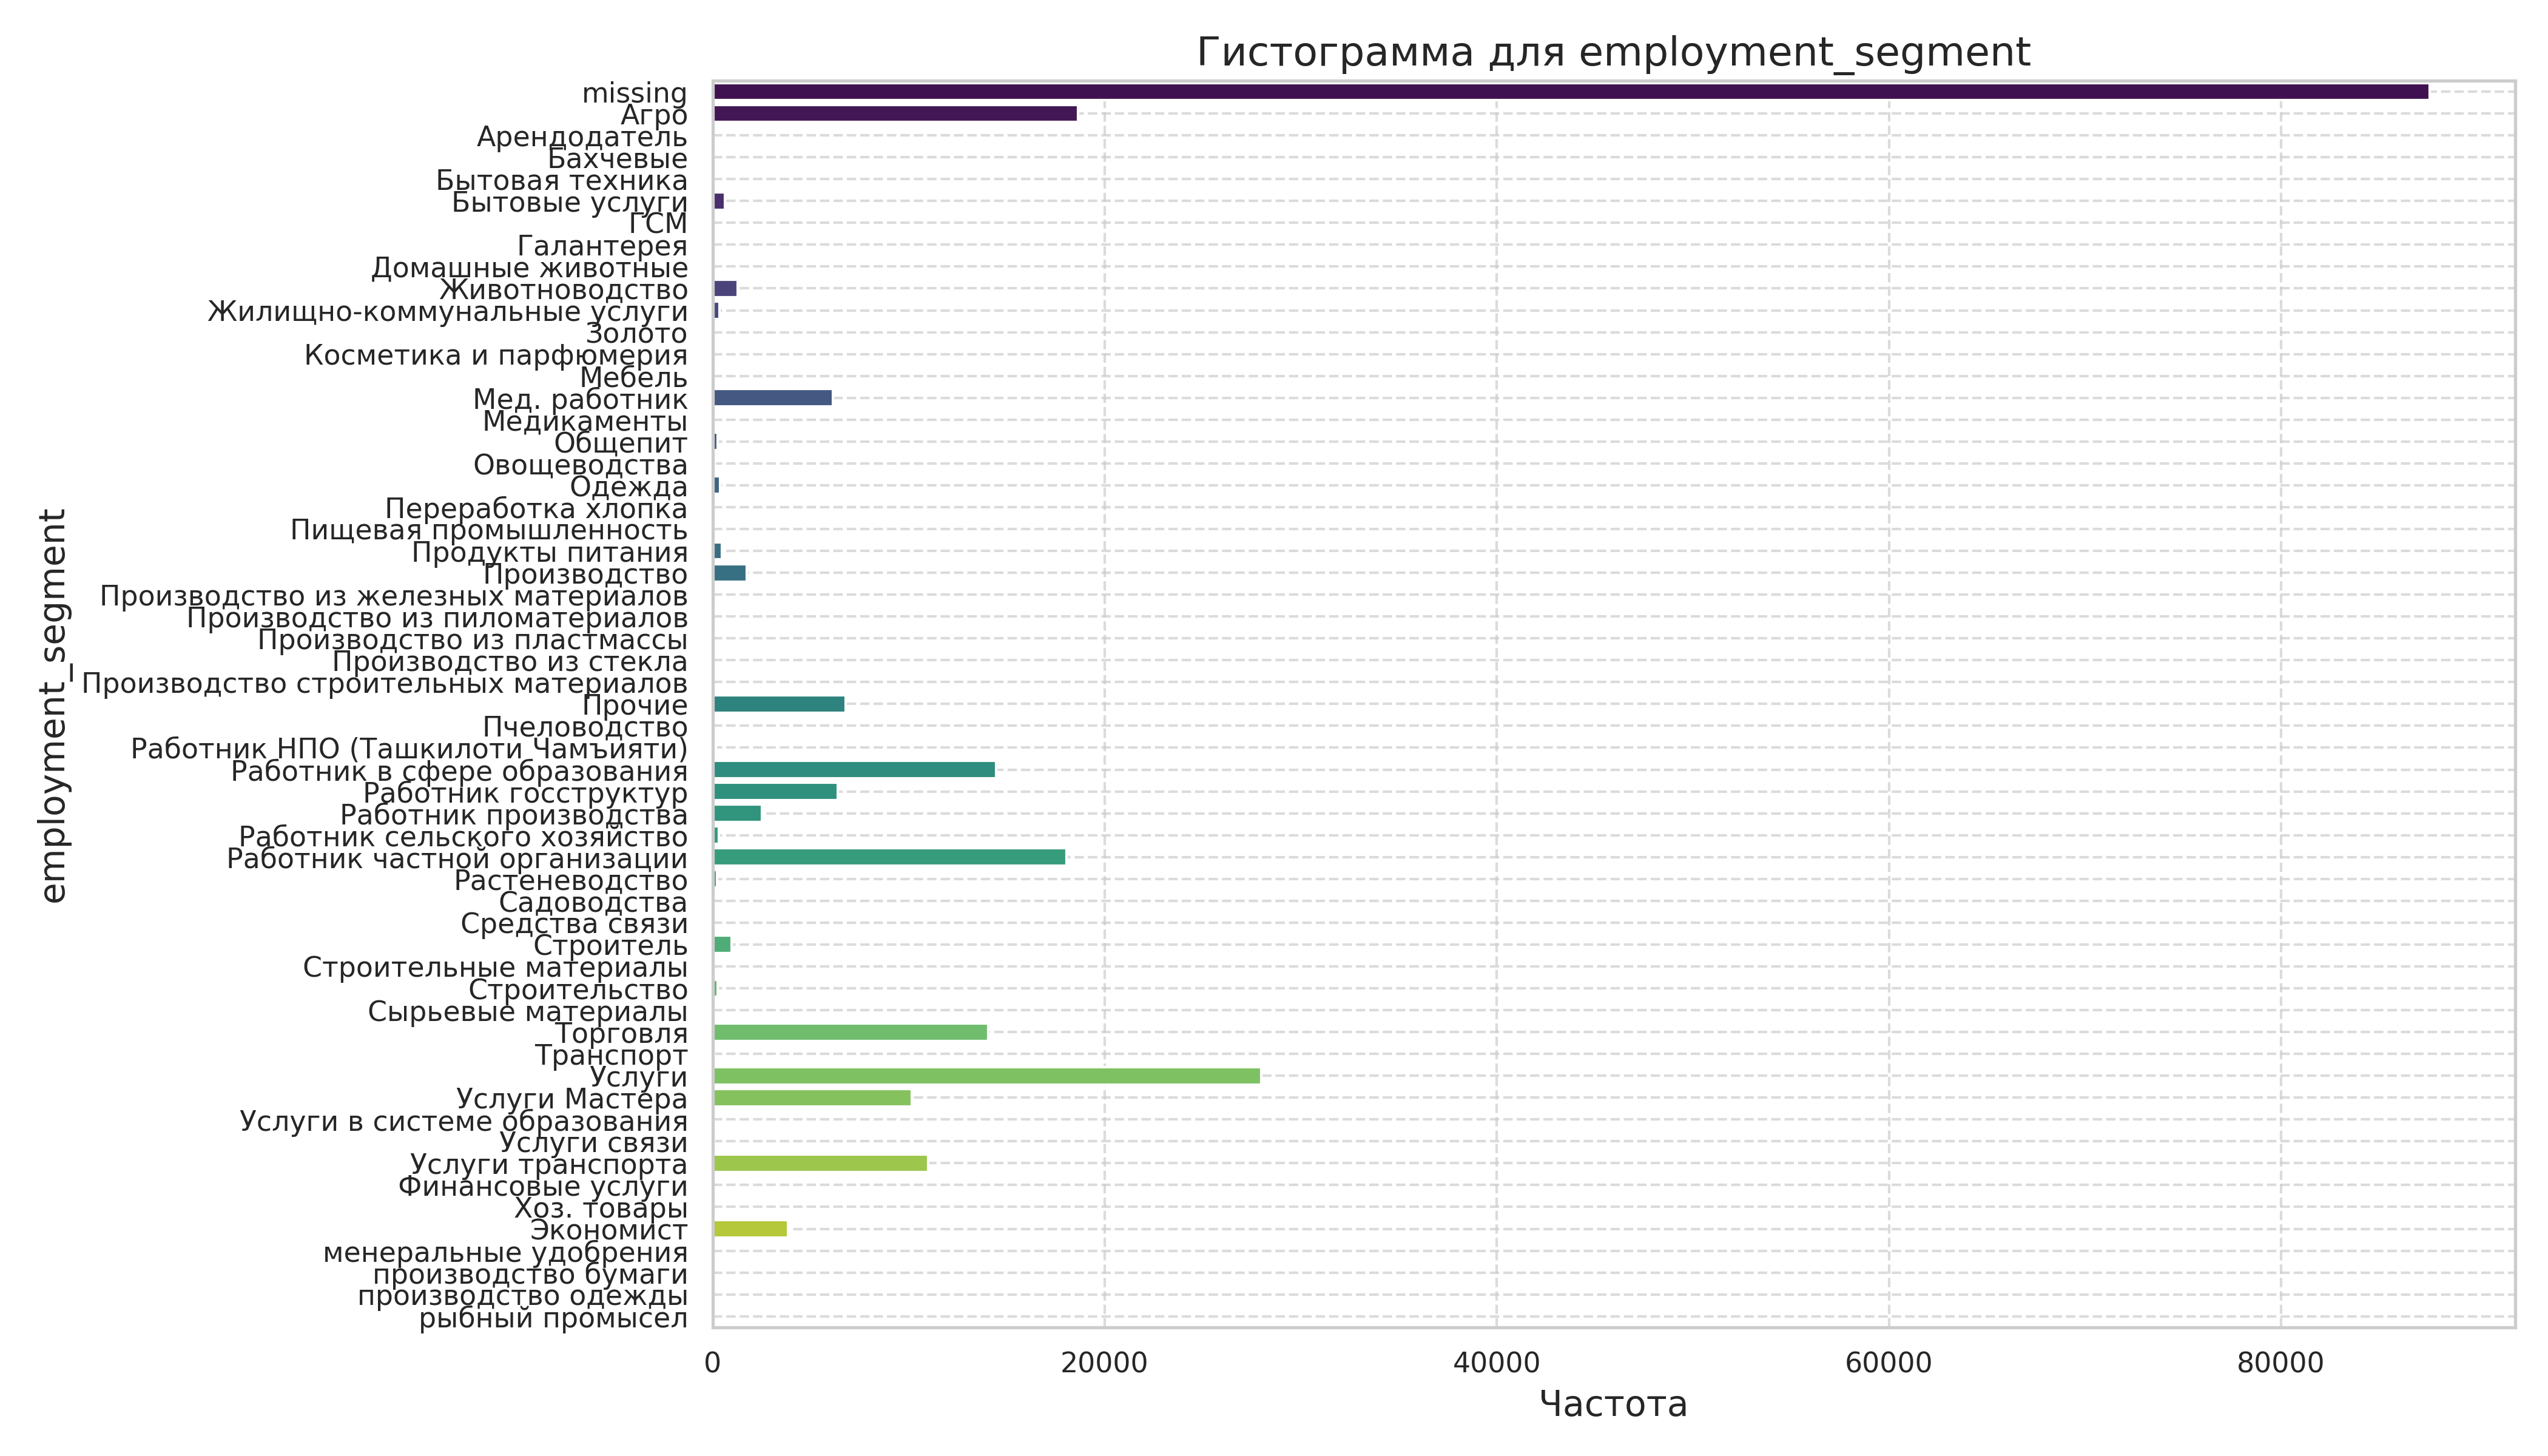 Гистограмма для employment_segment
missing
Агро
Арендодатель
Бахчевые
Бытовая техника
Бытовые услуги
ГСМ
Галантерея
Домашные животные
Животноводство
Жилищно-коммунальные услуги
Золото
Косметика и парфюмерия
Мебель
Мед. работник
Медикаменты
Общепит
Овощеводства
Одежда
Переработка хлопка
Пищевая промышленность
Продукты питания
Производство
Производство из железных материалов
Производство из пиломатериалов
Производство из пластмассы
Производство из стекла
Производство строительных материалов
Прочие
Пчеловодство
Работник НПО (Ташкилоти Чамъияти)
Работник в сфере образования
Работник госструктур
Работник производства
Работник сельского хозяйство
Работник частной организации
Растеневодство
Садоводства
Средства связи
Строитель
Строительные материалы
Строительство
Сырьевые материалы
Торговля
Транспорт
Услуги
Услуги Мастера
Услуги в системе образования
Услуги связи
Услуги транспорта
Финансовые услуги
Хоз. товары
Экономист
менеральные удобрения
производство бумаги
производство одежды
рыбный промысел
employment_segment
0 20000 40000 60000 80000
Частота